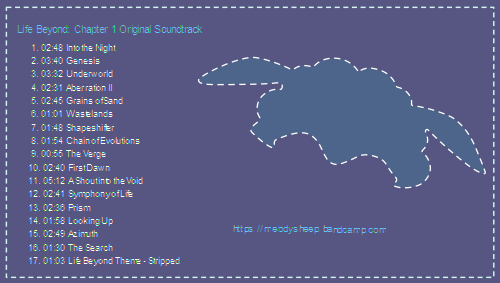 Life Beyond: Chapter 1 Original Soundtrack
1. 02:48 Into the Night
2. 03:40 Genesis
3. 03:32 Underworld
4. 02:31 Aberration II
5. 02:45 Grains of Sand
6. 01:01 Wastelands
7. 01:48 Shapeshifter
8. 01:54 Chain of Evolutions
9. 00:55 The Verge
10. 02:40 First Dawn
11. 05:12 A Shout into the Void
12. 02:41 Symphony of Life
13. 02:36 Prism
14. 01:58 Looking Up
15. 02:49 Azimuth
16. 01:30 The Search
17. 01:03 Life Beyond Theme - Stripped
https://melodysheep.bandcamp.com